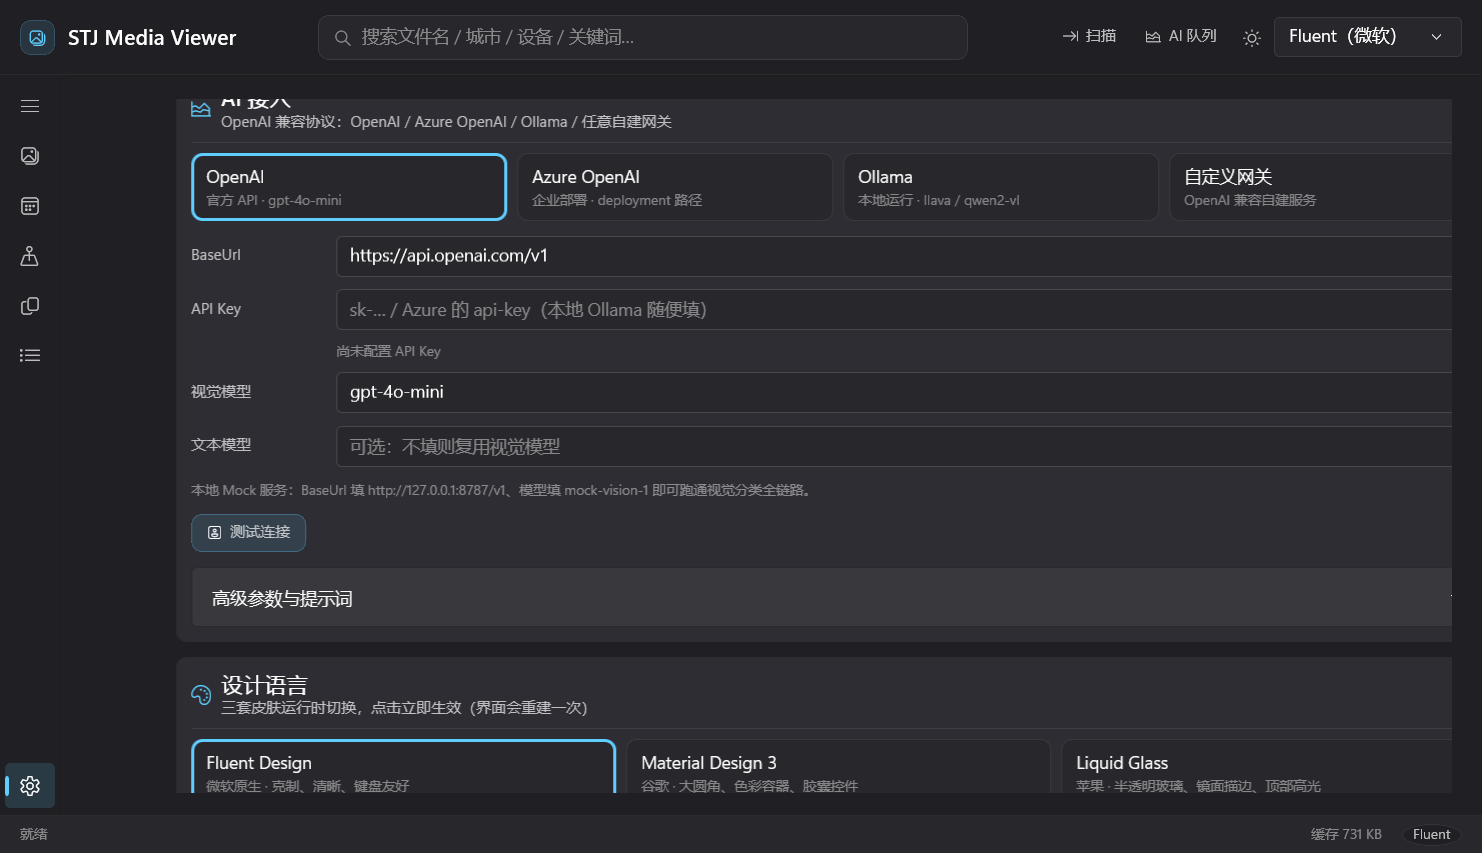 STJ Media Viewer
搜索文件名 / 城市 / 设备 / 关键词...
扫描
AI 队列
Fluent（微软）
AI 接入
OpenAI 兼容协议：OpenAI / Azure OpenAI / Ollama / 任意自建网关
OpenAI
官方 API · gpt-4o-mini
Azure OpenAI
企业部署 · deployment 路径
Ollama
本地运行 · llava / qwen2-vl
自定义网关
OpenAI 兼容自建服务
BaseUrl
https://api.openai.com/v1
API Key
sk-... / Azure 的 api-key（本地 Ollama 随便填）
尚未配置 API Key
视觉模型
gpt-4o-mini
文本模型
可选：不填则复用视觉模型
本地 Mock 服务：BaseUrl 填 http://127.0.0.1:8787/v1、模型填 mock-vision-1 即可跑通视觉分类全链路。
测试连接
高级参数与提示词
设计语言
三套皮肤运行时切换，点击立即生效（界面会重建一次）
Fluent Design
微软原生 · 克制、清晰、键盘友好
Material Design 3
谷歌 · 大圆角、色彩容器、胶囊控件
Liquid Glass
苹果 · 半透明玻璃、镜面描边、顶部高光
就绪
缓存 731 KB
Fluent